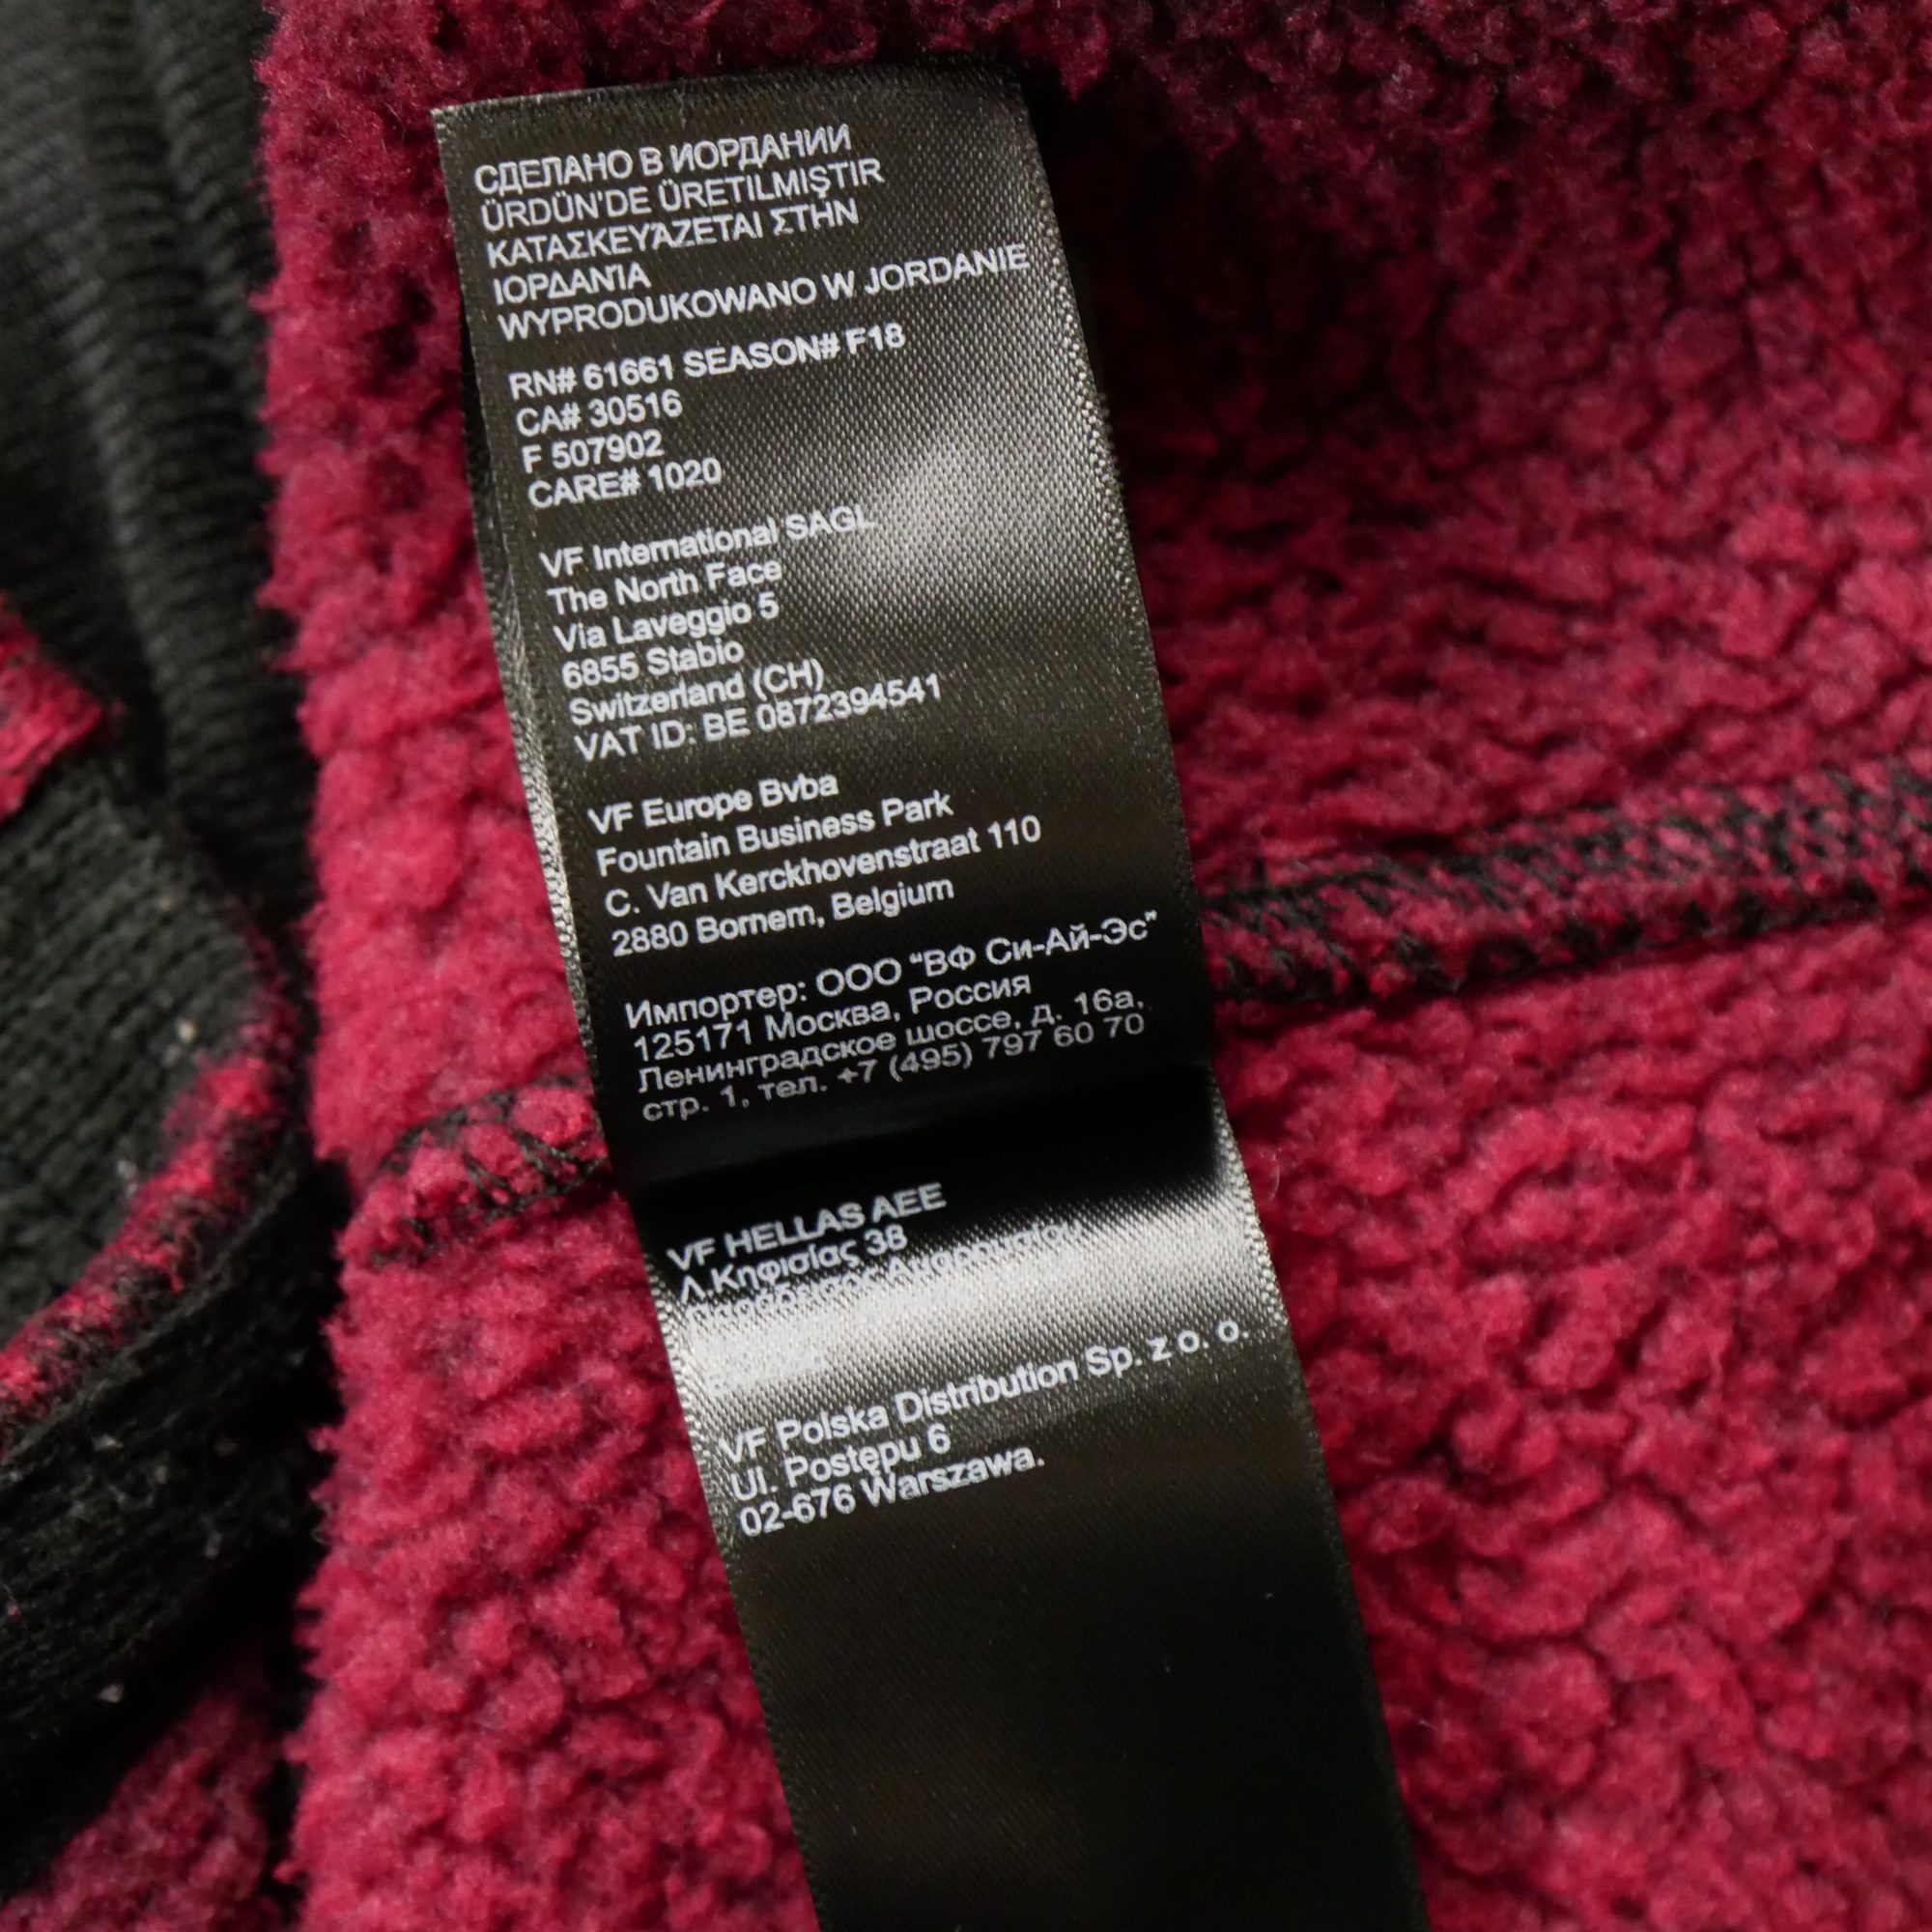 СДЕЛАНО В ИОРДАНИИ
ÜRDÜN'DE ÜRETILMIŞTIR
ΚΑΤΑΣΚΕΥΆΖΕΤΑΙ ΣΤΗΝ
ΙΟΡΔΑΝΊΑ
WYPRODUKOWANO W JORDANIE
RN# 61661 SEASON# F18
CA# 30516
F 507902
CARE# 1020
VF International SAGL
The North Face
Via Laveggio 5
6855 Stabio
Switzerland (CH)
VAT ID: BE 0872394541
VF Europe Bvba
Fountain Business Park
C. Van Kerckhovenstraat 110
2880 Bornem, Belgium
Импортер: ООО “ВФ Си-Ай-Эс”
125171 Москва, Россия
Ленинградское шоссе, д. 16а,
стр. 1, тел. +7 (495) 797 60 70
VF HELLAS AEE
Λ.Κηφισίας 38
VF Polska Distribution Sp. z o. o.
Ul. Postępu 6
02-676 Warszawa.